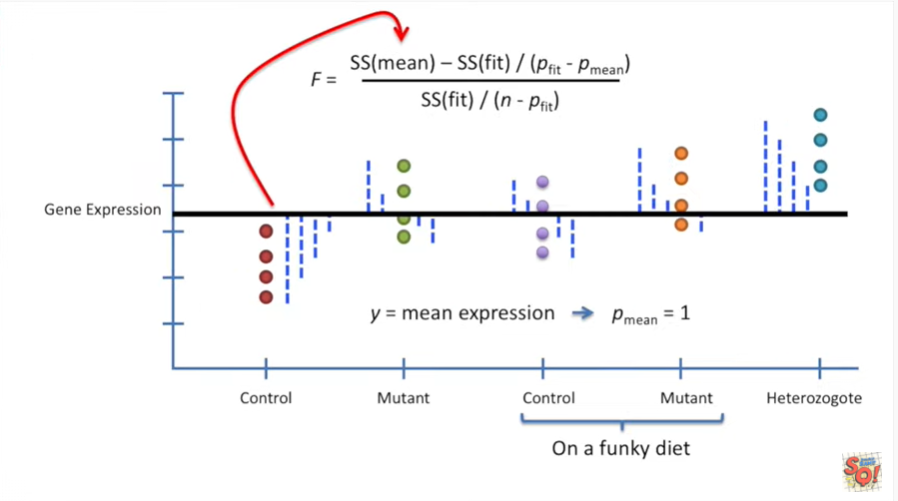 SS(mean) – SS(fit) / (pfit - pmean)
F =
SS(fit) / (n - pfit)
Gene Expression
y = mean expression → pmean = 1
Control
Mutant
Control
Mutant
Heterozogote
On a funky diet
SQ!